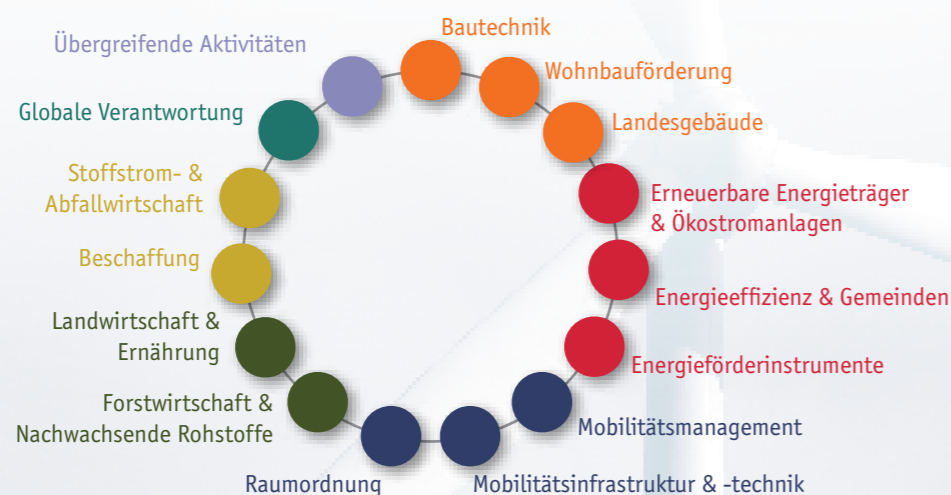 Bautechnik
Wohnbauförderung
Landesgebäude
Erneuerbare Energieträger
& Ökostromanlagen
Energieeffizienz & Gemeinden
Energieförderinstrumente
Mobilitätsmanagement
Mobilitätsinfrastruktur & -technik
Raumordnung
Forstwirtschaft &
Nachwachsende Rohstoffe
Landwirtschaft &
Ernährung
Beschaffung
Stoffstrom- &
Abfallwirtschaft
Globale Verantwortung
Übergreifende Aktivitäten